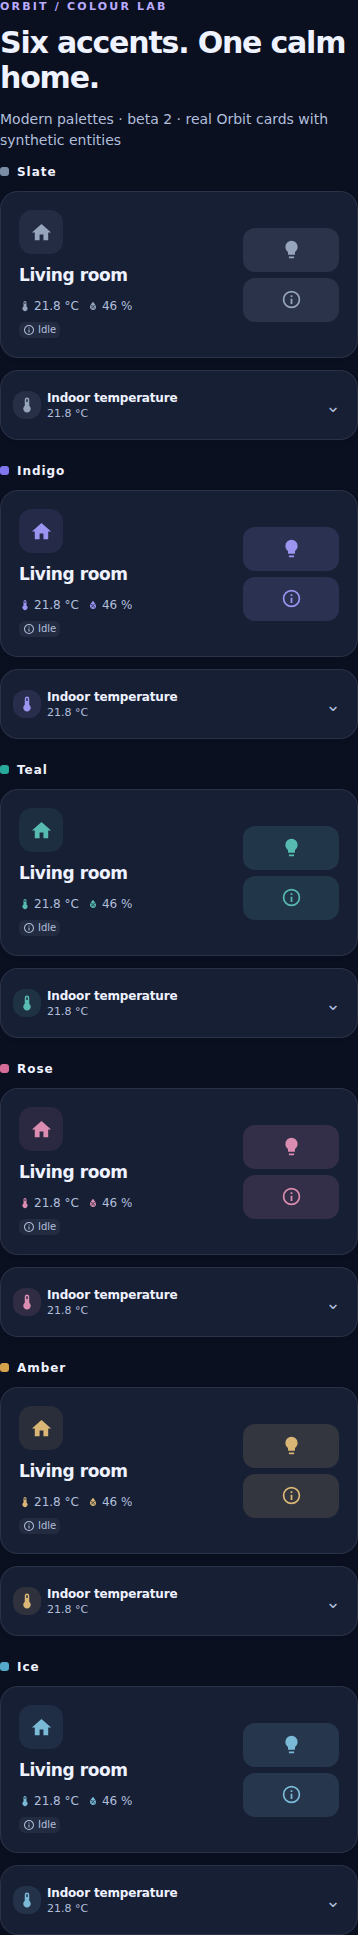 ORBIT / COLOUR LAB
Six accents. One calm
home.
Modern palettes · beta 2 · real Orbit cards with
synthetic entities
Slate
Living room
21.8 °C 46 %
Idle
Indoor temperature
21.8 °C
Indigo
Living room
21.8 °C 46 %
Idle
Indoor temperature
21.8 °C
Teal
Living room
21.8 °C 46 %
Idle
Indoor temperature
21.8 °C
Rose
Living room
21.8 °C 46 %
Idle
Indoor temperature
21.8 °C
Amber
Living room
21.8 °C 46 %
Idle
Indoor temperature
21.8 °C
Ice
Living room
21.8 °C 46 %
Idle
Indoor temperature
21.8 °C